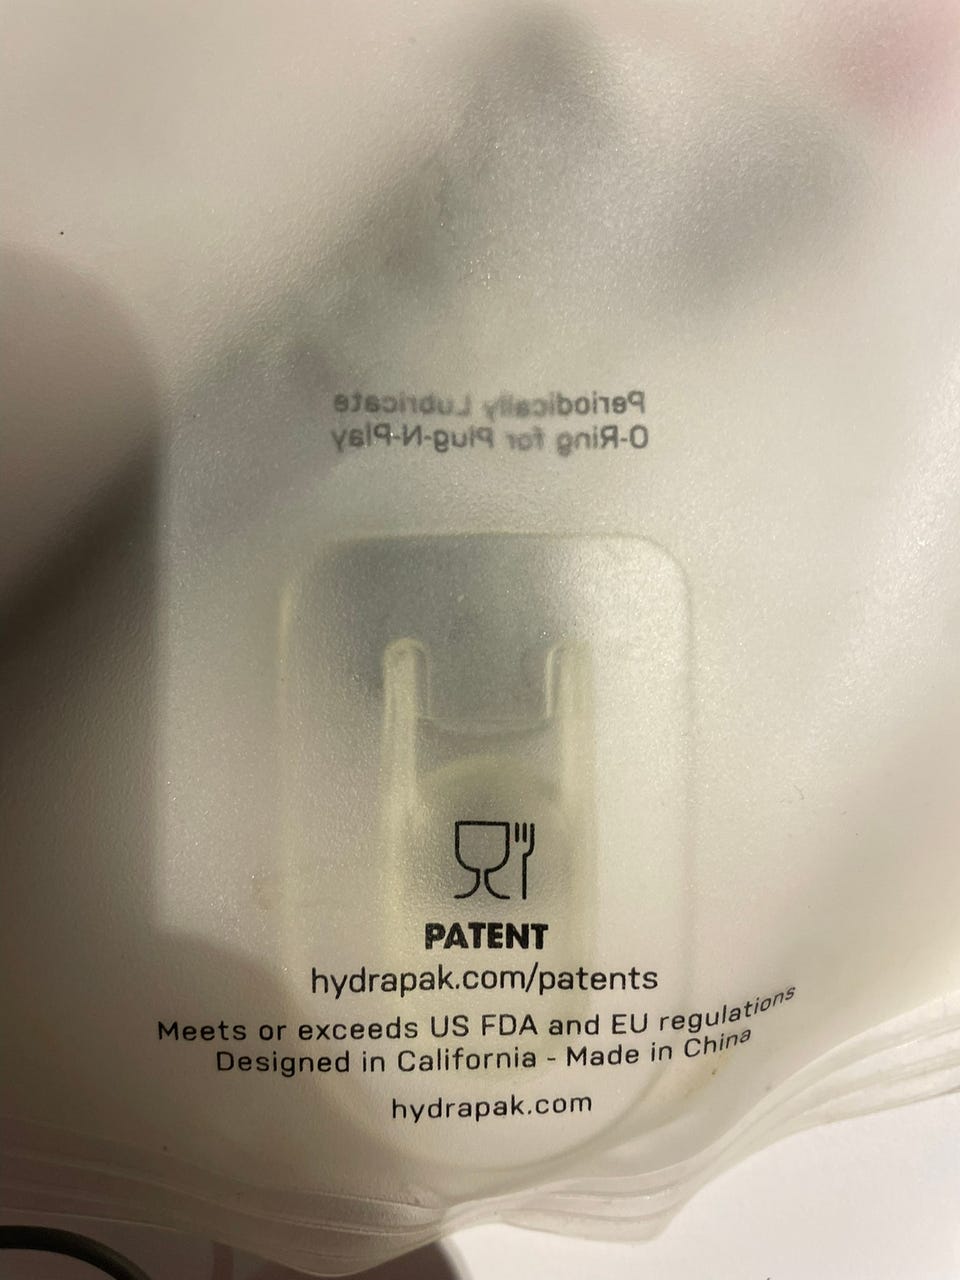 Periodically Lubricate
O-Ring for Plug-N-Play
PATENT
hydrapak.com/patents
Meets or exceeds US FDA and EU regulations
Designed in California - Made in China
hydrapak.com